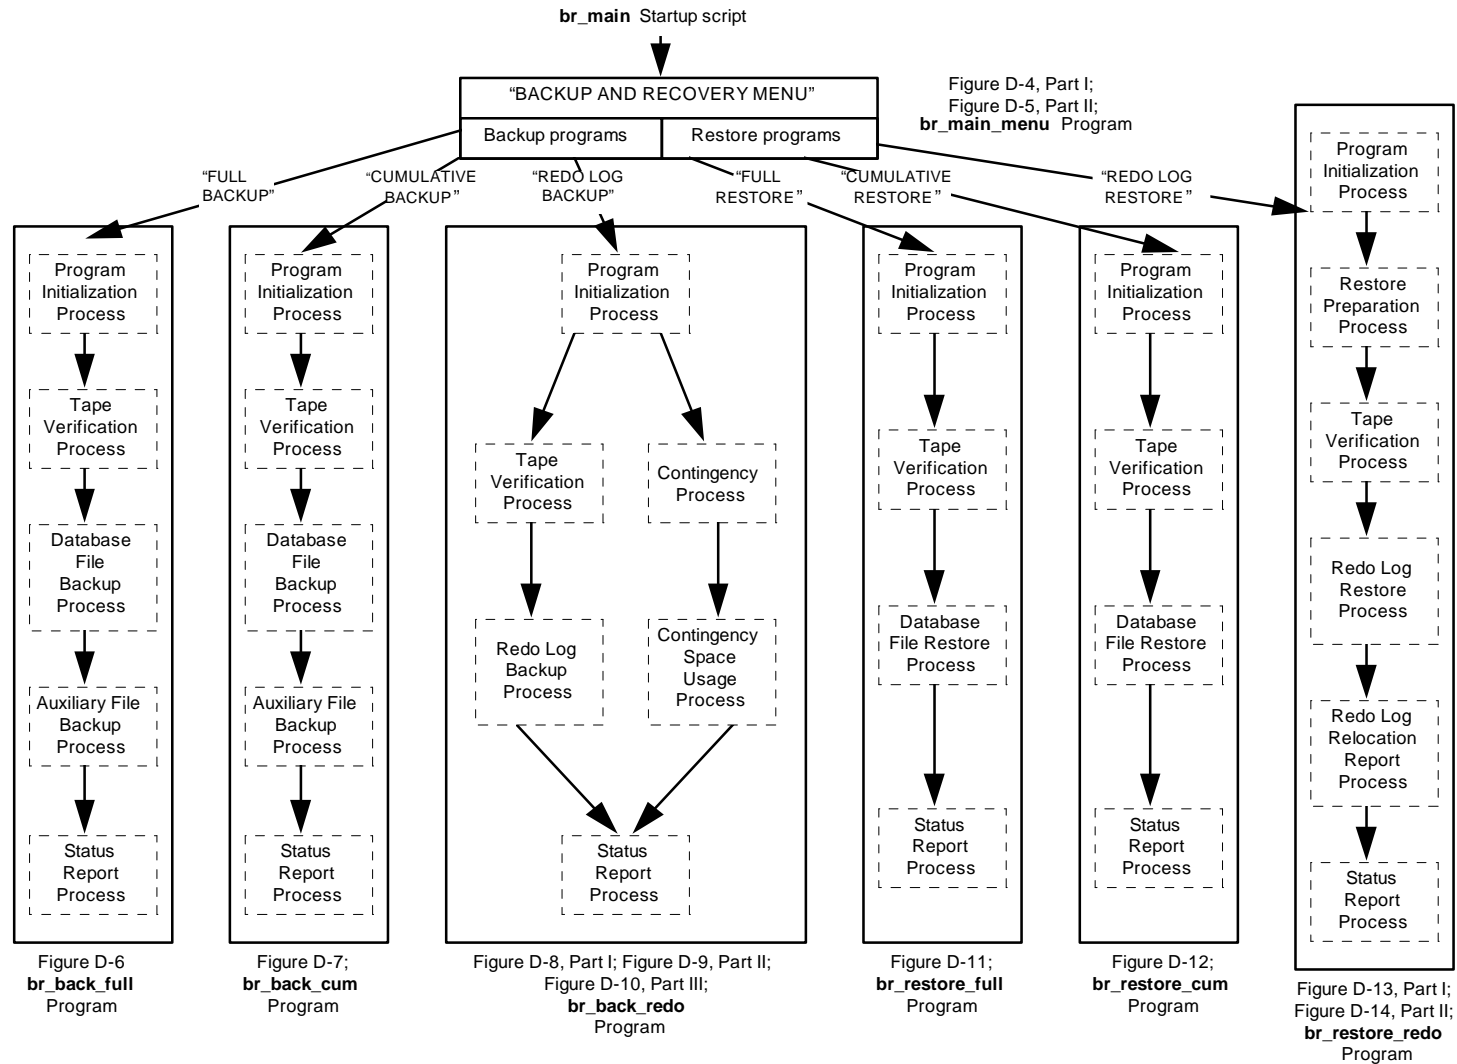 br_main Startup script
“BACKUP AND RECOVERY MENU”
Backup programs
Restore programs
Figure D-4, Part I;
Figure D-5, Part II;
br_main_menu Program
“FULL
BACKUP”
“CUMULATIVE
BACKUP”
“REDO LOG
BACKUP”
“FULL
RESTORE”
“CUMULATIVE
RESTORE”
“REDO LOG
RESTORE”
Program
Initialization
Process
Tape
Verification
Process
Database
File
Backup
Process
Auxiliary File
Backup
Process
Status
Report
Process
Figure D-6
br_back_full
Program
Program
Initialization
Process
Tape
Verification
Process
Database
File
Backup
Process
Auxiliary File
Backup
Process
Status
Report
Process
Figure D-7;
br_back_cum
Program
Program
Initialization
Process
Tape
Verification
Process
Contingency
Process
Redo Log
Backup
Process
Contingency
Space
Usage
Process
Status
Report
Process
Figure D-8, Part I; Figure D-9, Part II;
Figure D-10, Part III;
br_back_redo
Program
Program
Initialization
Process
Tape
Verification
Process
Database
File Restore
Process
Status
Report
Process
Figure D-11;
br_restore_full
Program
Program
Initialization
Process
Tape
Verification
Process
Database
File Restore
Process
Status
Report
Process
Figure D-12;
br_restore_cum
Program
Program
Initialization
Process
Restore
Preparation
Process
Tape
Verification
Process
Redo Log
Restore
Process
Redo Log
Relocation
Report
Process
Status
Report
Process
Figure D-13, Part I;
Figure D-14, Part II;
br_restore_redo
Program